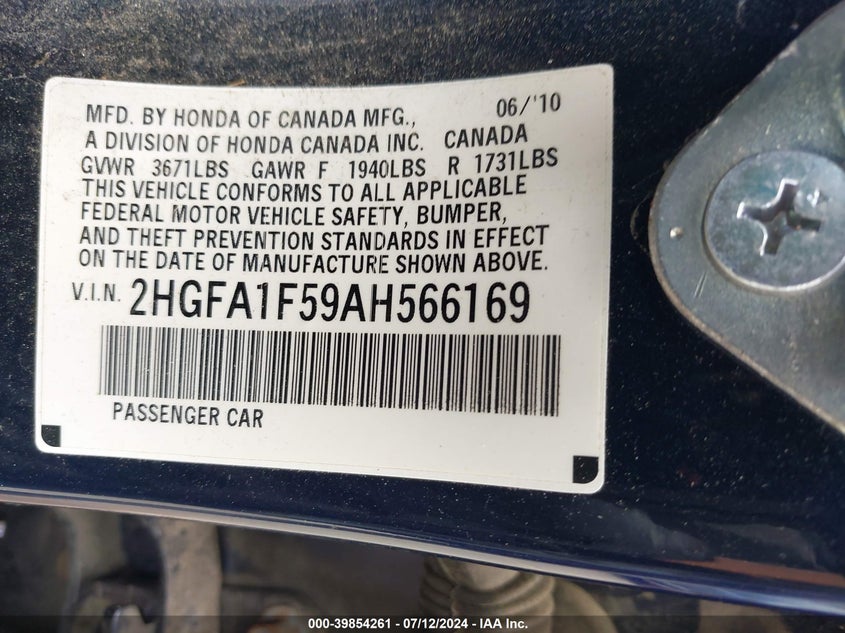 MFD. BY HONDA OF CANADA MFG., 06/'10
A DIVISION OF HONDA CANADA INC. CANADA
GVWR 3671LBS GAWR F 1940LBS R 1731LBS
THIS VEHICLE CONFORMS TO ALL APPLICABLE
FEDERAL MOTOR VEHICLE SAFETY, BUMPER,
AND THEFT PREVENTION STANDARDS IN EFFECT
ON THE DATE OF MANUFACTURE SHOWN ABOVE.
V.I.N. 2HGFA1F59AH566169
PASSENGER CAR
000-39854261 - 07/12/2024 - IAA Inc.